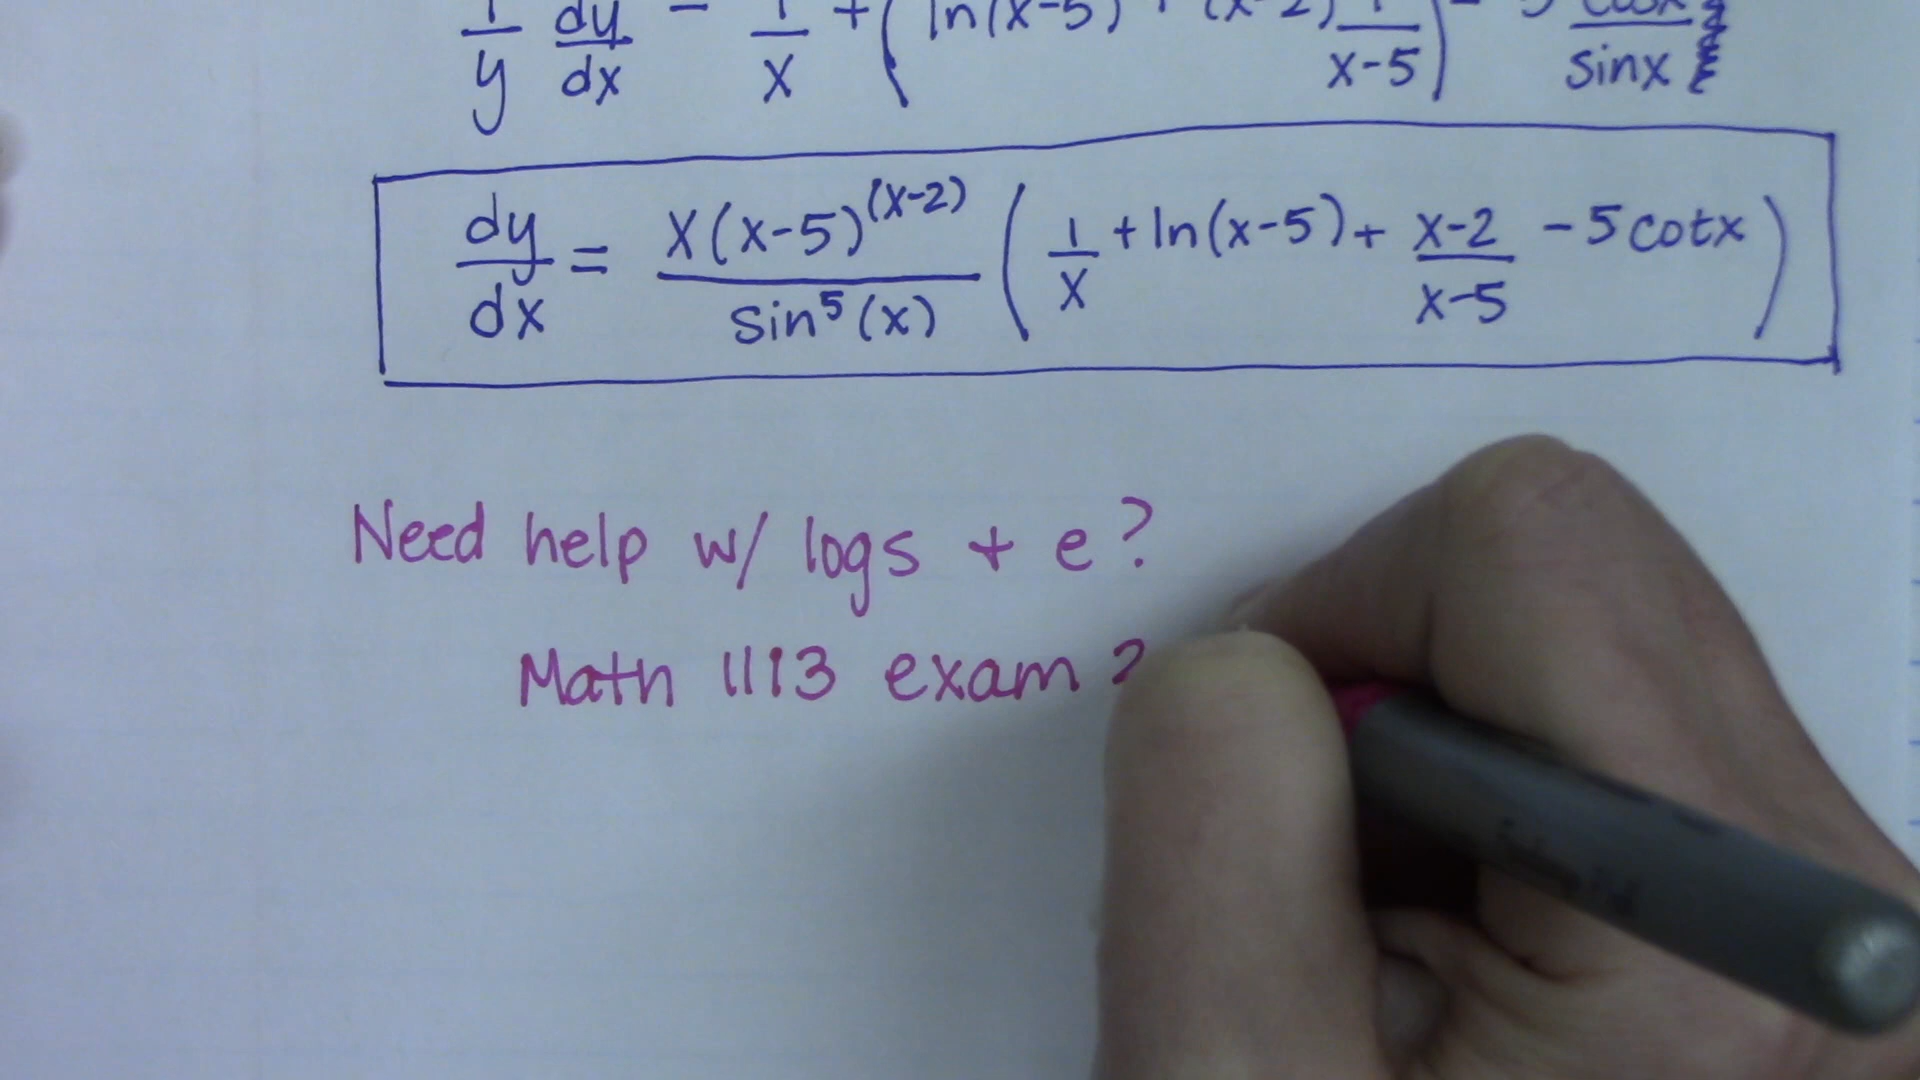 1/y dy/dx = 1/x + (ln(x-5) + (x-2) 1/x-5) - 5 cosx/sinx
dy/dx = x(x-5)^(x-2)/sin^5(x) (1/x + ln(x-5) + x-2/x-5 - 5cotx)
Need help w/ logs + e?
Math 1113 exam 2